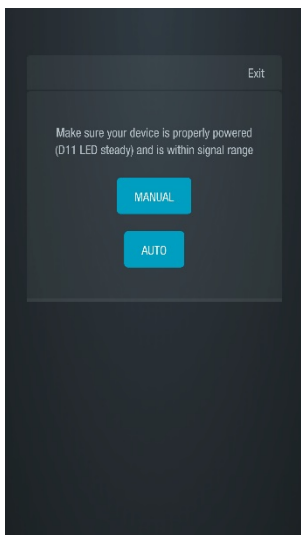 Exit
Make sure your device is properly powered
(D11 LED steady) and is within signal range
MANUAL
AUTO